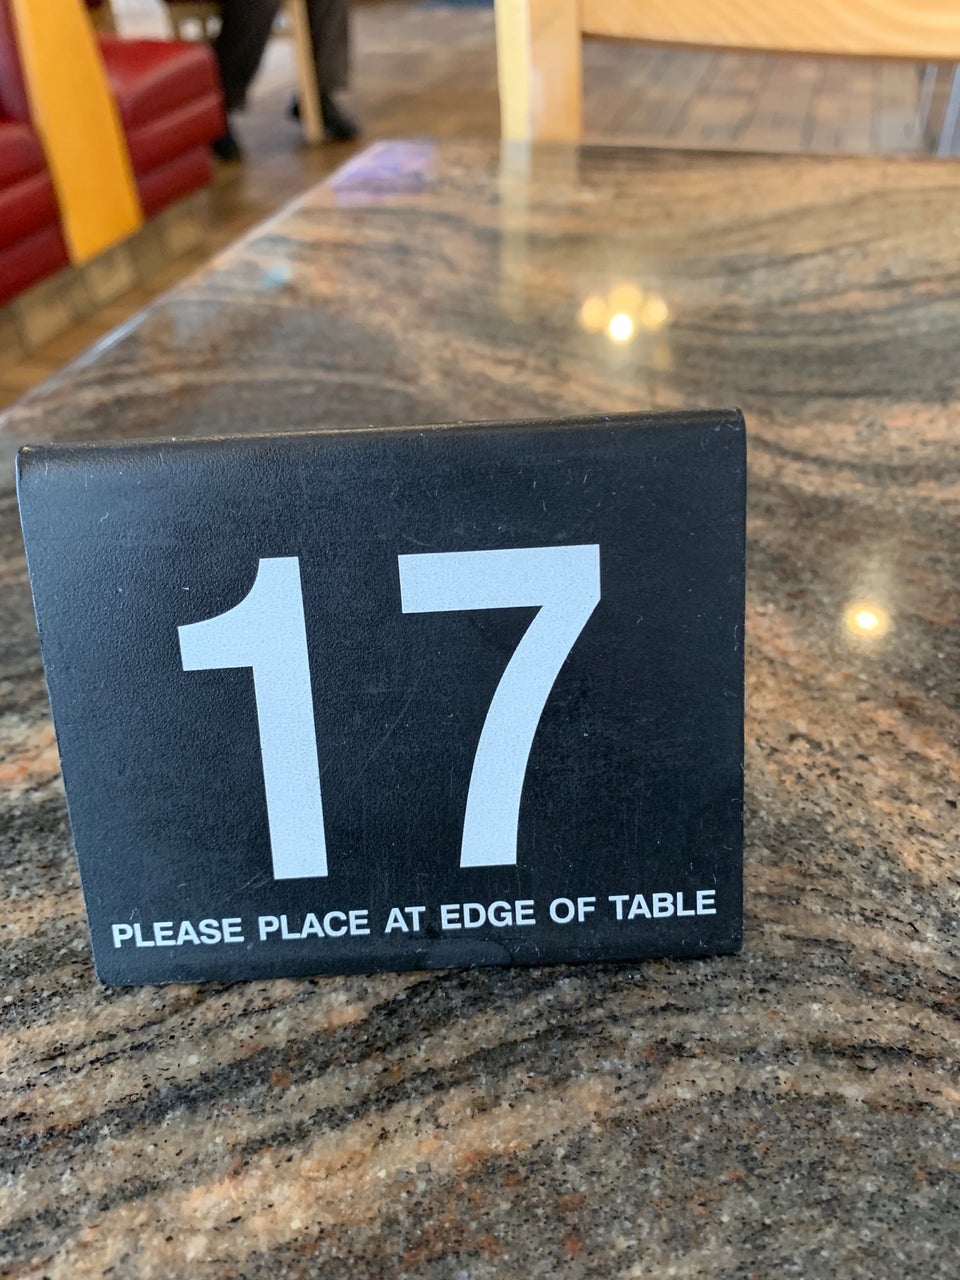 17
PLEASE PLACE AT EDGE OF TABLE